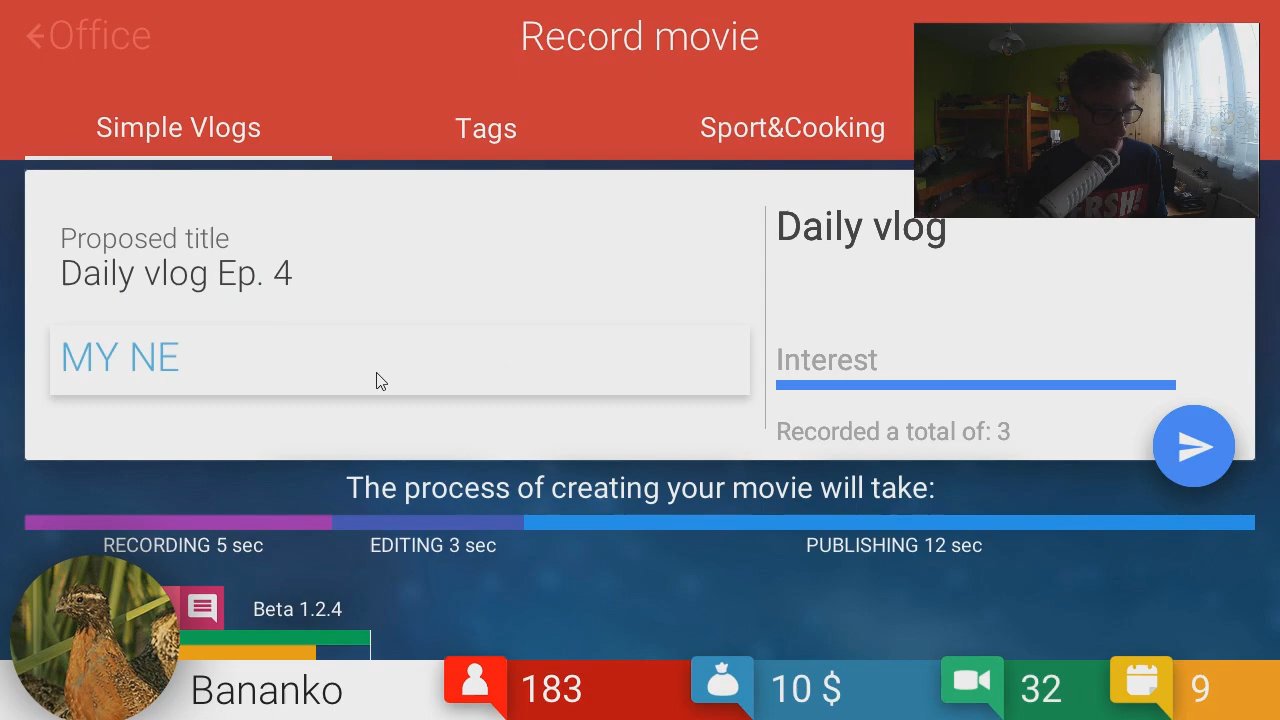 Office
Record movie
Simple Vlogs
Tags
Sport&Cooking
Proposed title
Daily vlog Ep. 4
MY NE
Daily vlog
Interest
Recorded a total of: 3
The process of creating your movie will take:
RECORDING 5 sec
EDITING 3 sec
PUBLISHING 12 sec
Beta 1.2.4
Bananko
183
10 $
32
9